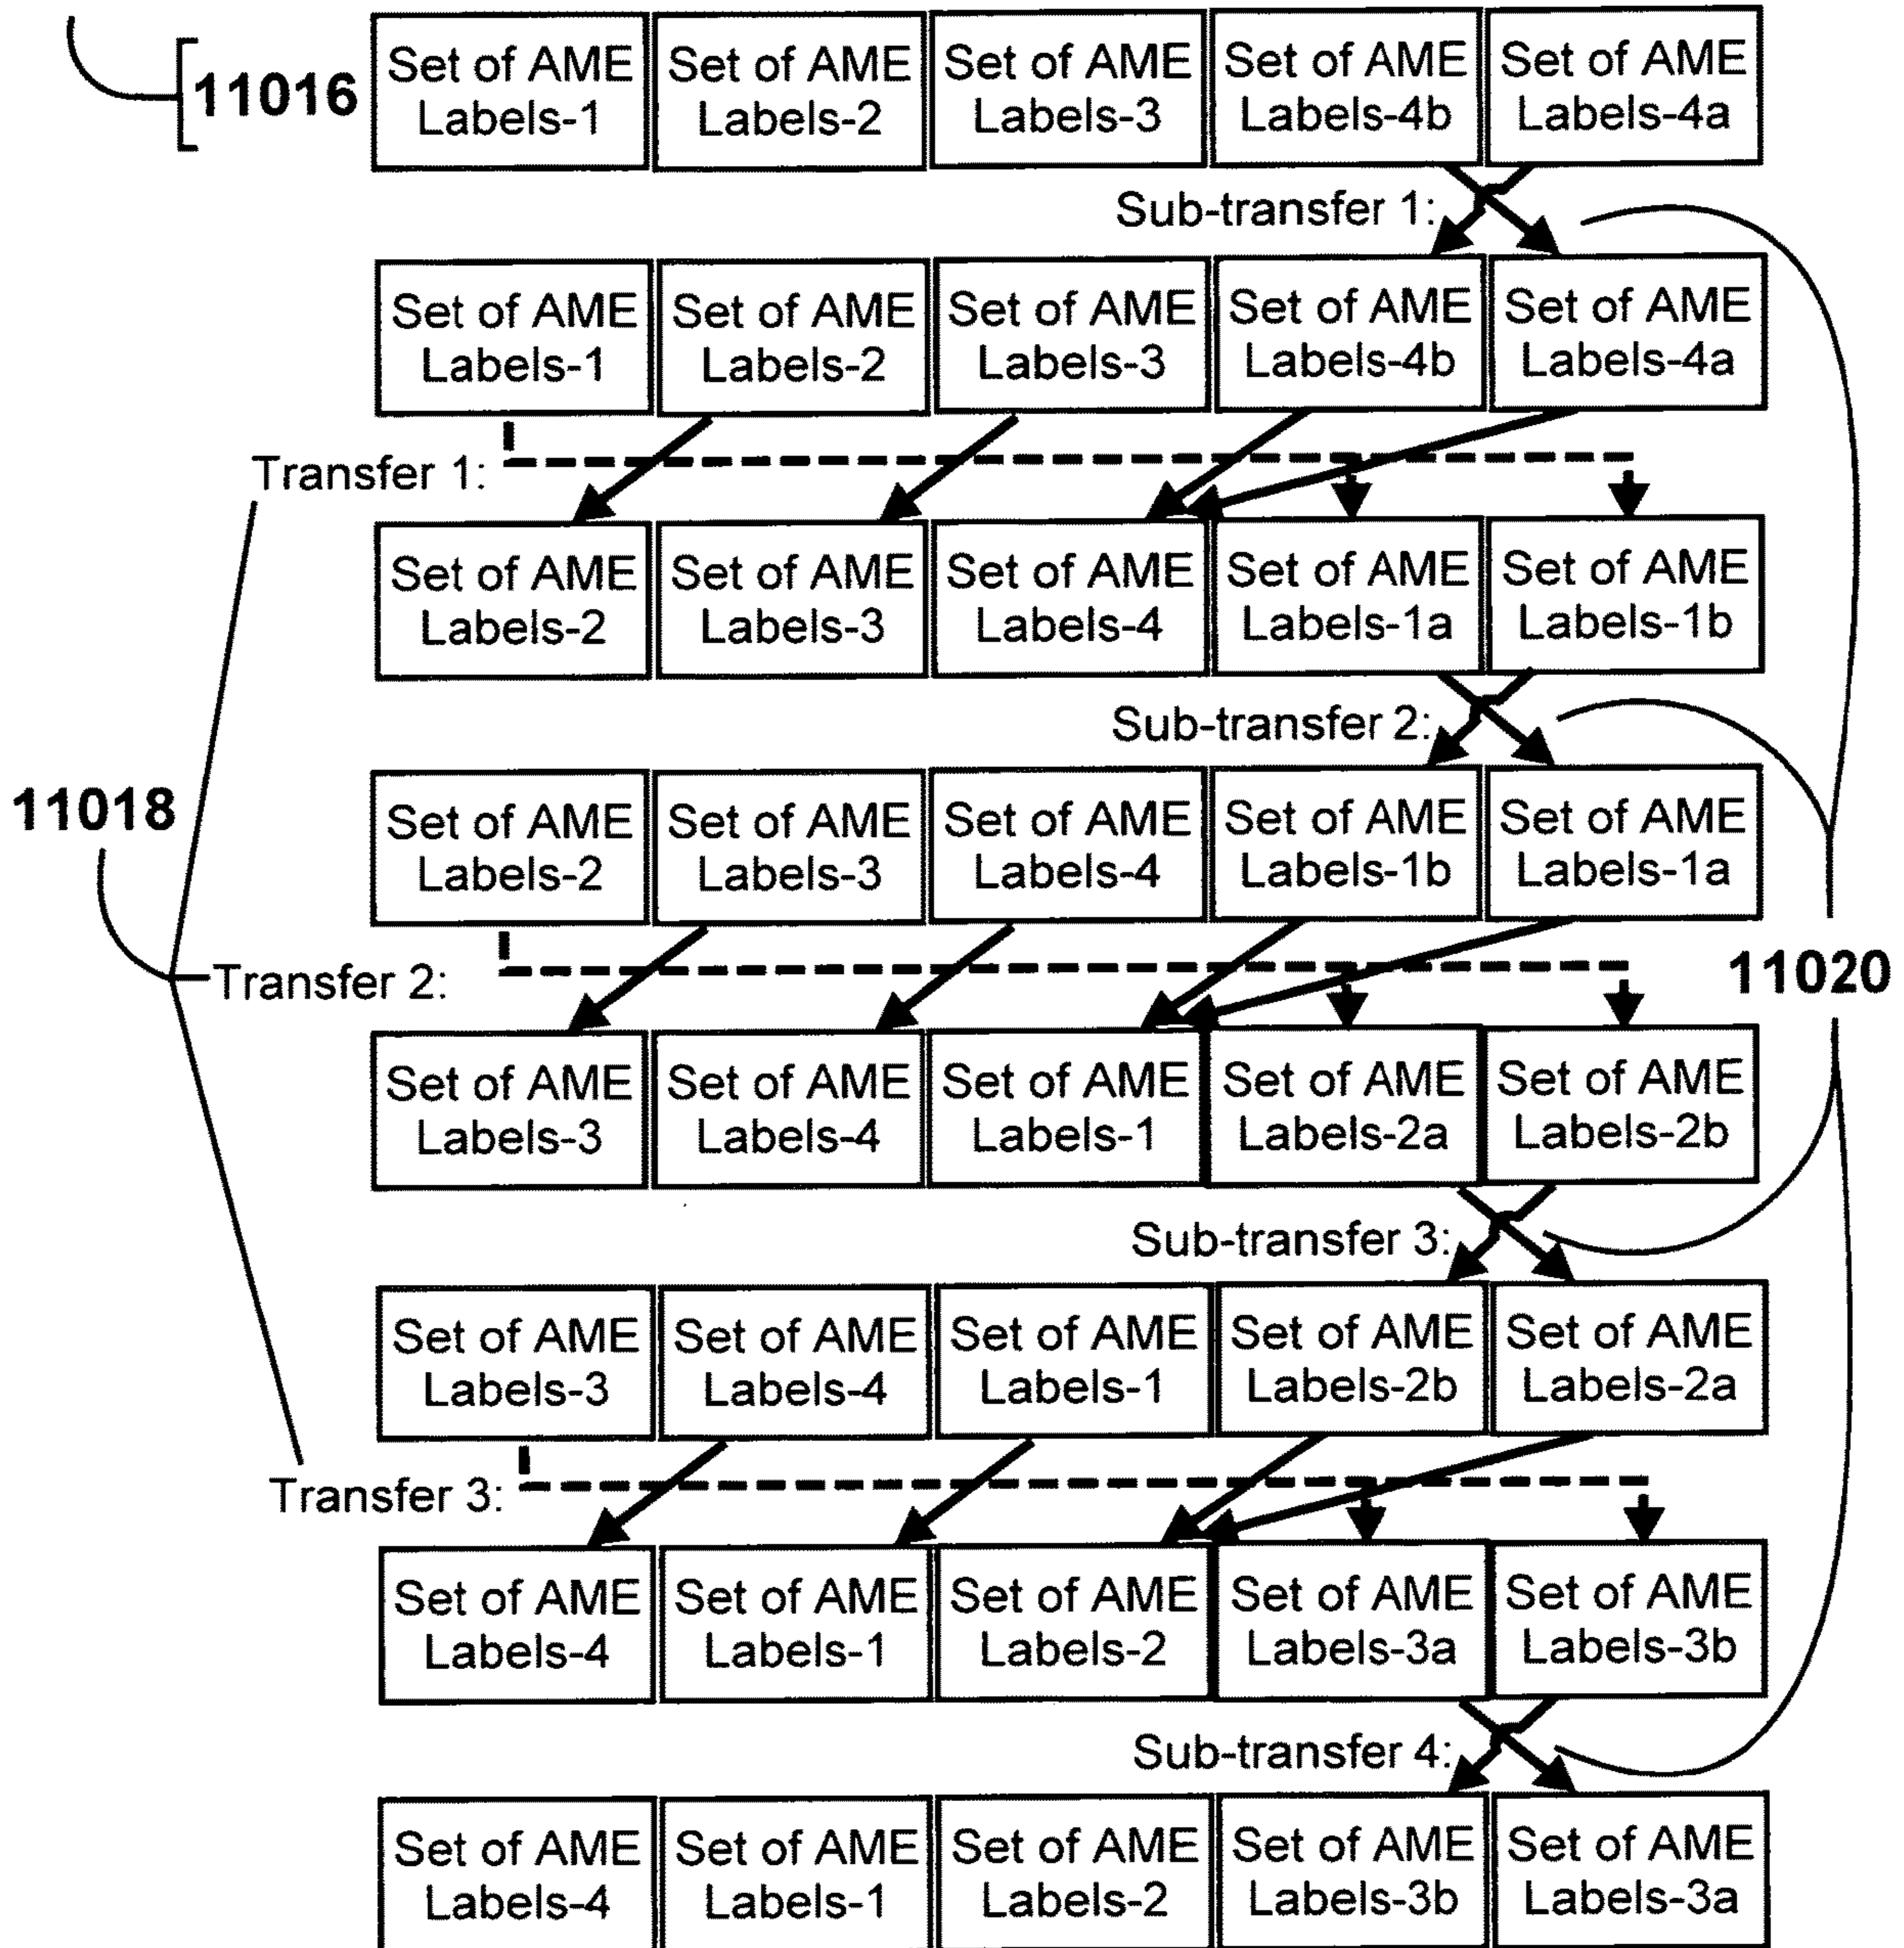 11016
Set of AME Set of AME Set of AME Set of AME Set of AME
Labels-1 Labels-2 Labels-3 Labels-4b Labels-4a
Sub-transfer 1:
Set of AME Set of AME Set of AME Set of AME Set of AME
Labels-1 Labels-2 Labels-3 Labels-4b Labels-4a
Transfer 1:
Set of AME Set of AME Set of AME Set of AME Set of AME
Labels-2 Labels-3 Labels-4 Labels-1a Labels-1b
Sub-transfer 2:
11018
Set of AME Set of AME Set of AME Set of AME Set of AME
Labels-2 Labels-3 Labels-4 Labels-1b Labels-1a
Transfer 2:
11020
Set of AME Set of AME Set of AME Set of AME Set of AME
Labels-3 Labels-4 Labels-1 Labels-2a Labels-2b
Sub-transfer 3:
Set of AME Set of AME Set of AME Set of AME Set of AME
Labels-3 Labels-4 Labels-1 Labels-2b Labels-2a
Transfer 3:
Set of AME Set of AME Set of AME Set of AME Set of AME
Labels-4 Labels-1 Labels-2 Labels-3a Labels-3b
Sub-transfer 4:
Set of AME Set of AME Set of AME Set of AME Set of AME
Labels-4 Labels-1 Labels-2 Labels-3b Labels-3a